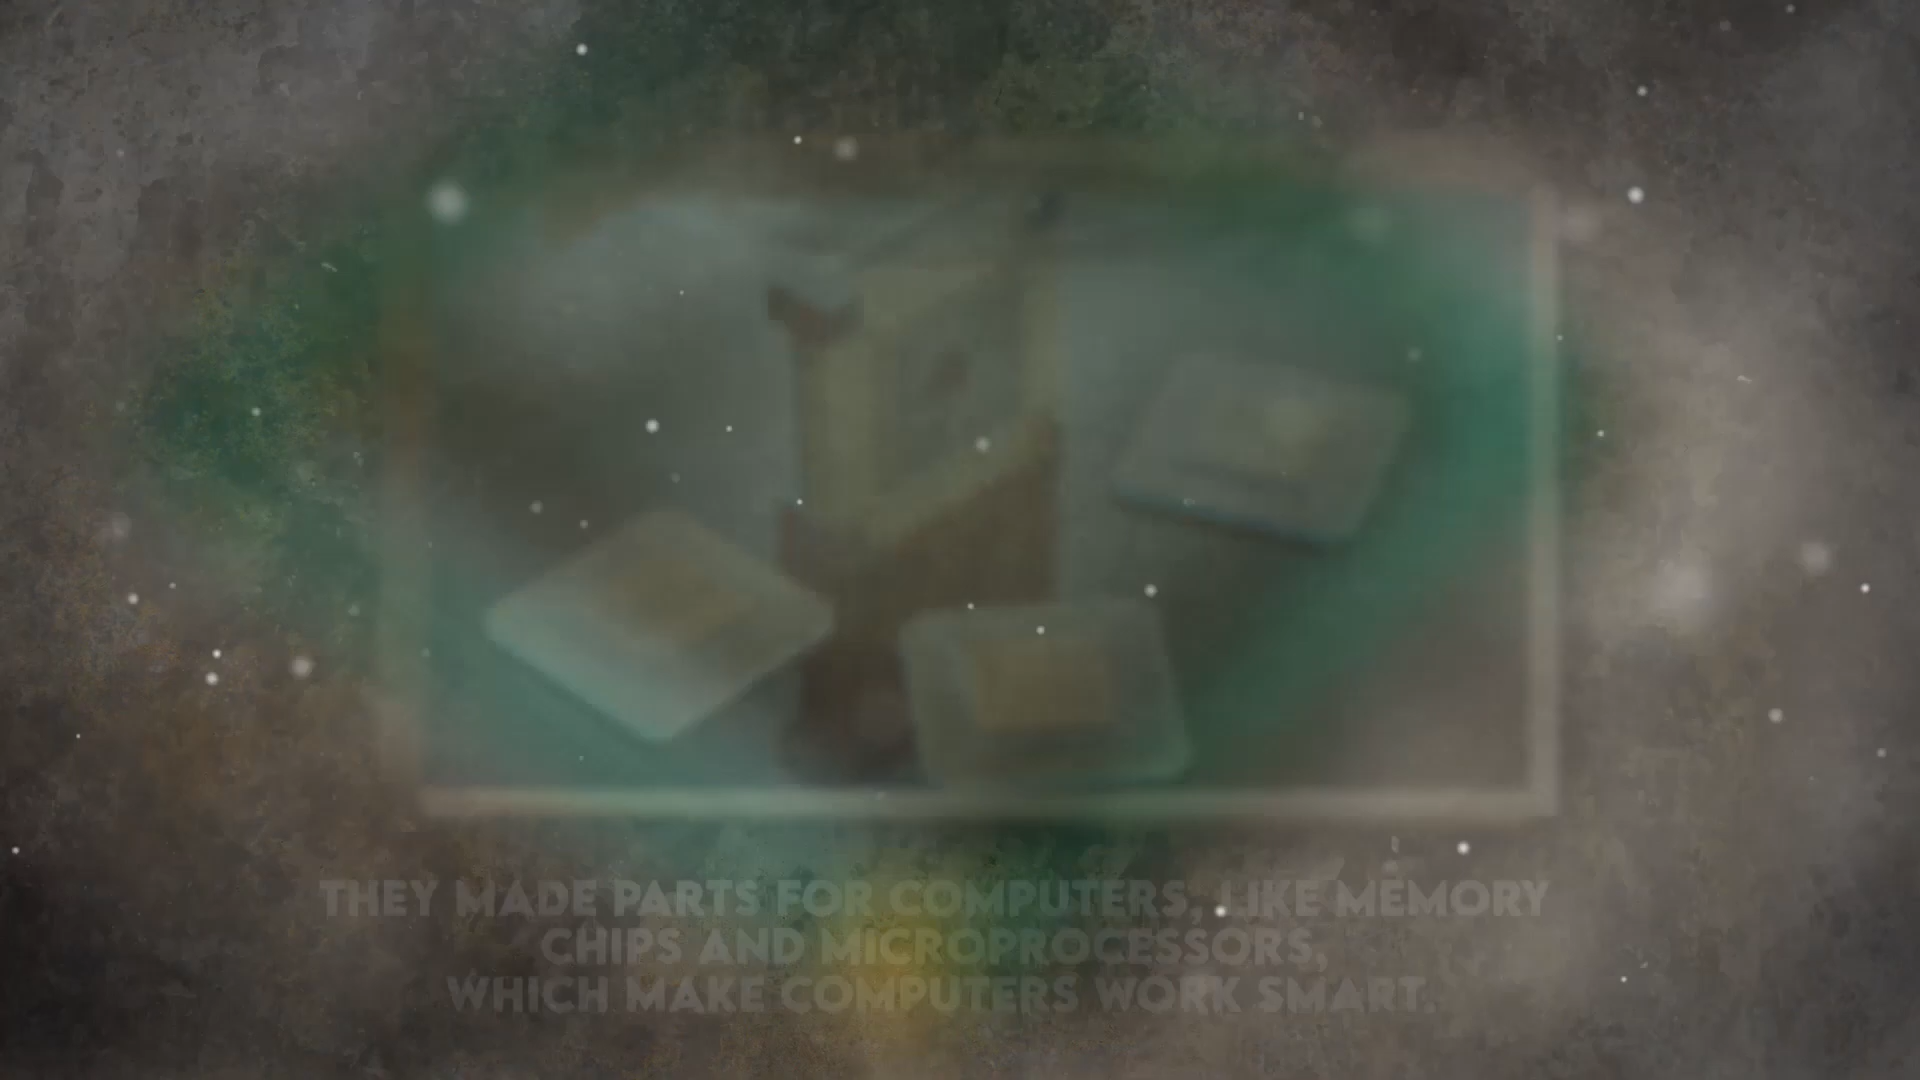 THEY MADE PARTS FOR COMPUTERS, LIKE MEMORY
CHIPS AND MICROPROCESSORS,
WHICH MAKE COMPUTERS WORK SMART.